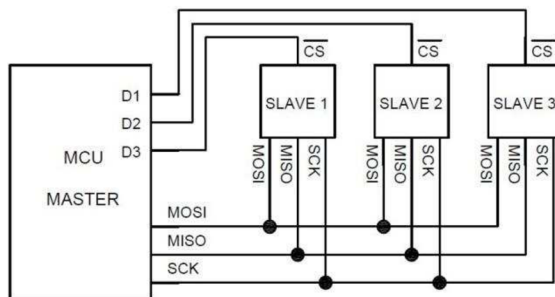 CS CS CS
D1
D2
D3
MCU
MASTER
SLAVE 1 SLAVE 2 SLAVE 3
MOSI MISO SCK MOSI MISO SCK MOSI MISO SCK
MOSI
MISO
SCK